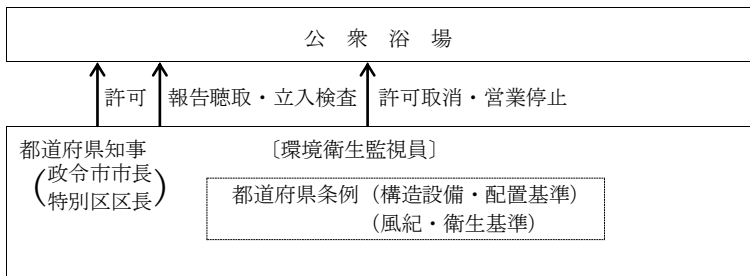 公衆浴場
許可 報告聴取・立入検査 許可取消・営業停止
都道府県知事 〔環境衛生監視員〕
(政令市市長
特別区区長)
都道府県条例(構造設備・配置基準)
(風紀・衛生基準)